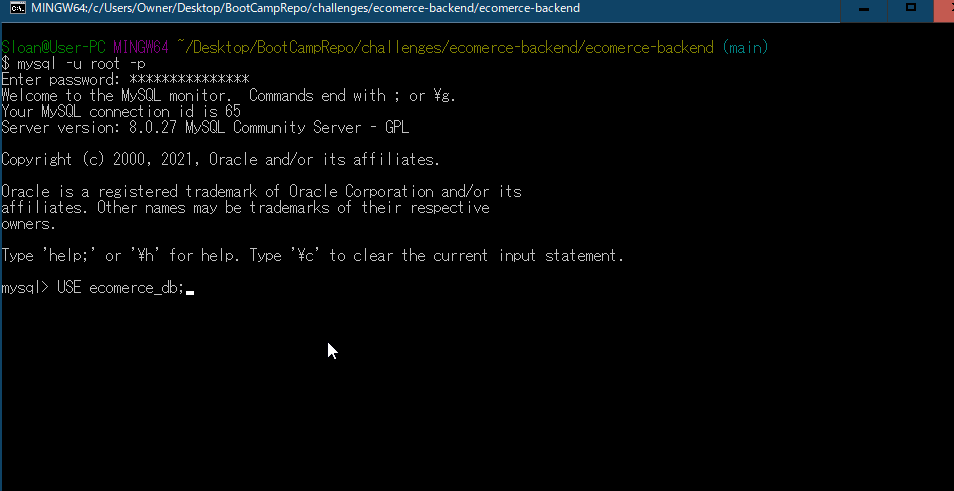 MINGW64:/c/Users/Owner/Desktop/BootCampRepo/challenges/ecomerce-backend/ecomerce-backend
Sloan@User-PC MINGW64 ~/Desktop/BootCampRepo/challenges/ecomerce-backend/ecomerce-backend (main)
$ mysql -u root -p
Enter password: ***************
Welcome to the MySQL monitor.  Commands end with ; or ¥g.
Your MySQL connection id is 65
Server version: 8.0.27 MySQL Community Server - GPL
Copyright (c) 2000, 2021, Oracle and/or its affiliates.
Oracle is a registered trademark of Oracle Corporation and/or its
affiliates. Other names may be trademarks of their respective
owners.
Type 'help;' or '¥h' for help. Type '¥c' to clear the current input statement.
mysql> USE ecomerce_db;